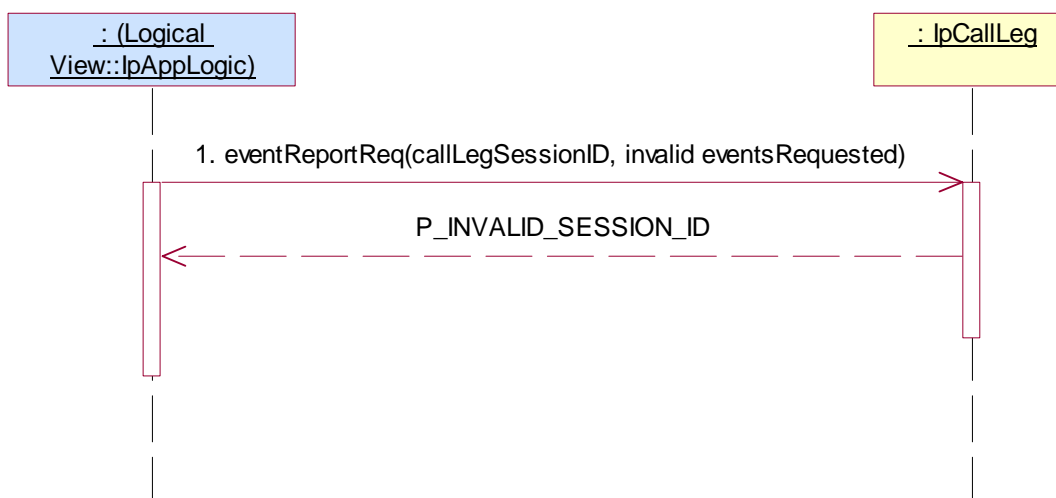 : (Logical
View::IpAppLogic)
: IpCallLeg
1. eventReportReq(callLegSessionID, invalid eventsRequested)
P_INVALID_SESSION_ID